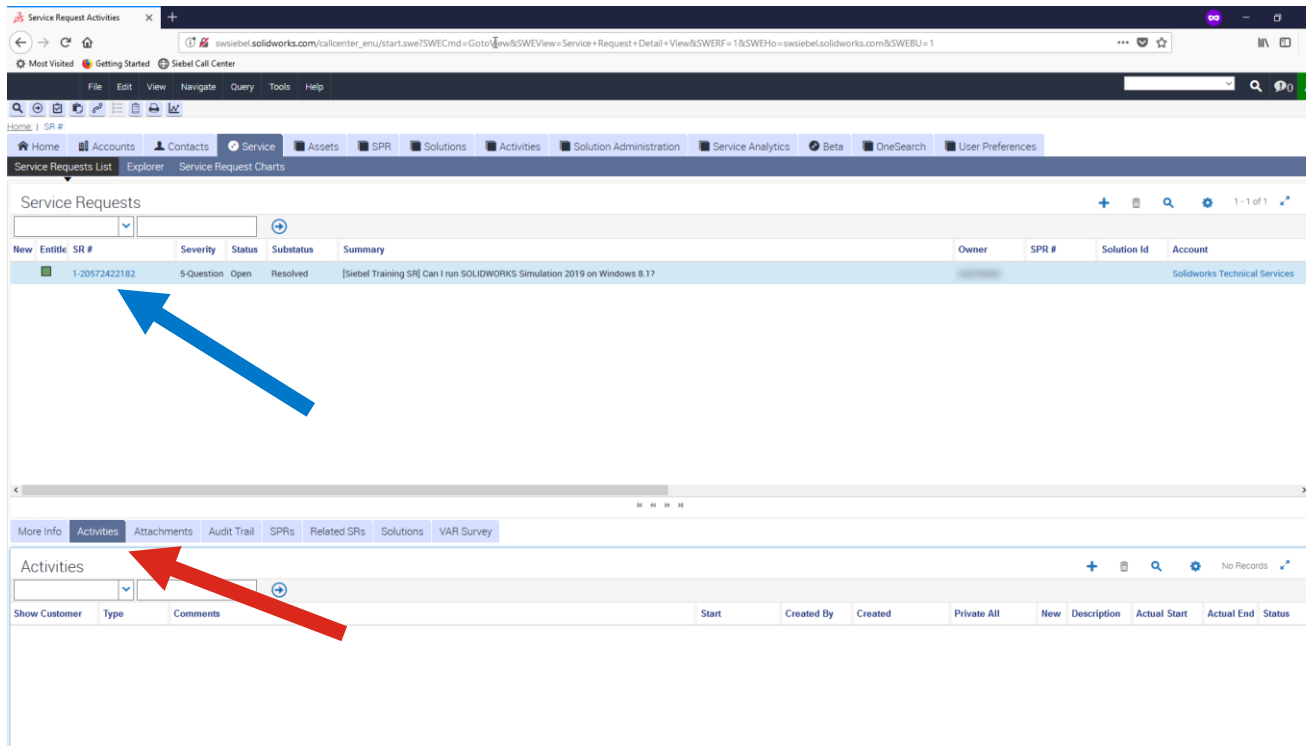 Service Request Activities
swsiebel.solidworks.com/callcenter_enu/start.swe?SWECmd=GotoView&SWEView=Service+Request+Detail+View&SWERF=1&SWEHo=swsiebel.solidworks.com&SWEBU=1
Most Visited Getting Started Siebel Call Center
File Edit View Navigate Query Tools Help 0
Home: | SR #:
Home Accounts Contacts Service Assets SPR Solutions Activities Solution Administration Service Analytics Beta OneSearch User Preferences
Service Requests List Explorer Service Request Charts
Service Requests 1 - 1 of 1
New Entitle SR # Severity Status Substatus Summary Owner SPR # Solution Id Account
1-20572422182 5-Question Open Resolved [Siebel Training SR] Can I run SOLIDWORKS Simulation 2019 on Windows 8.1? Solidworks Technical Services
More Info Activities Attachments Audit Trail SPRs Related SRs Solutions VAR Survey
Activities No Records
Show Customer Type Comments Start Created By Created Private All New Description Actual Start Actual End Status